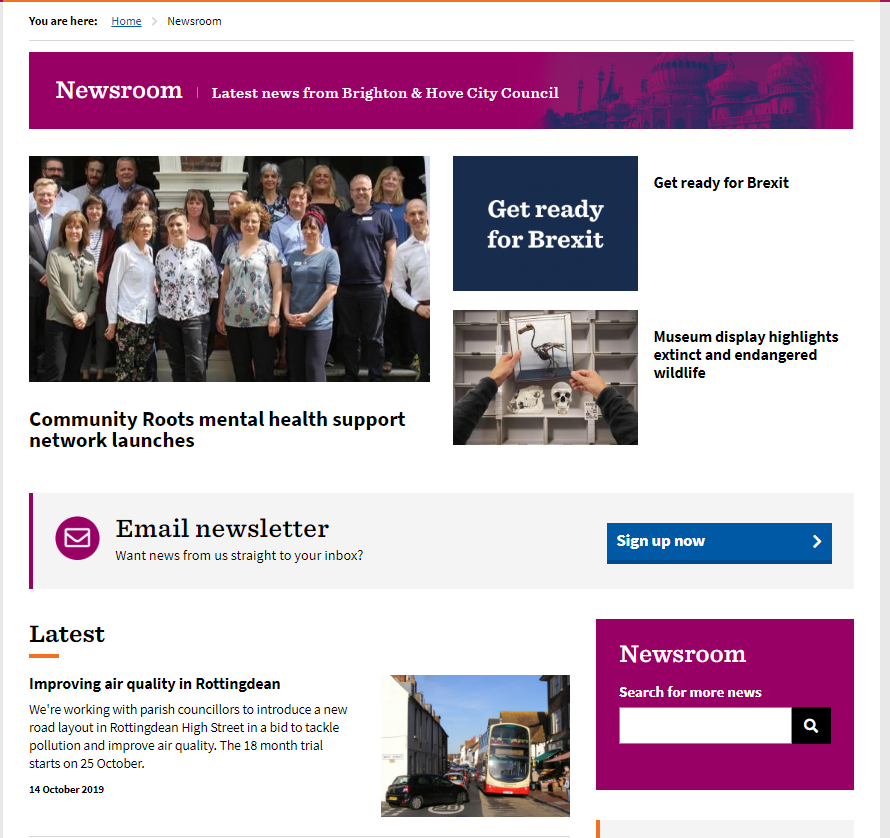 You are here: Home > Newsroom
Newsroom | Latest news from Brighton & Hove City Council
Community Roots mental health support
network launches
Get ready
for Brexit
Get ready for Brexit
Museum display highlights
extinct and endangered
wildlife
Email newsletter
Want news from us straight to your inbox?
Sign up now
Latest
Improving air quality in Rottingdean
We're working with parish councillors to introduce a new
road layout in Rottingdean High Street in a bid to tackle
pollution and improve air quality. The 18 month trial
starts on 25 October.
14 October 2019
Newsroom
Search for more news